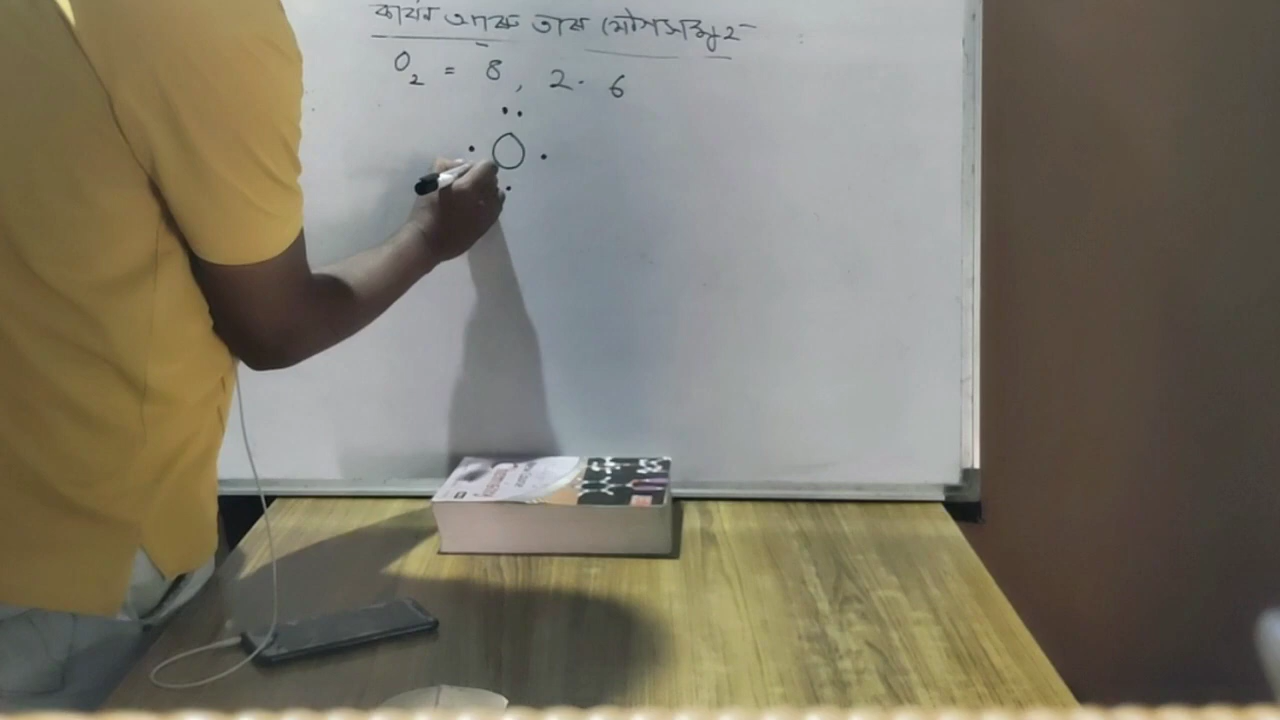 কাৰ্বন আৰু তাৰ যৌগসমূহ
O2 = 8, 2. 6
O